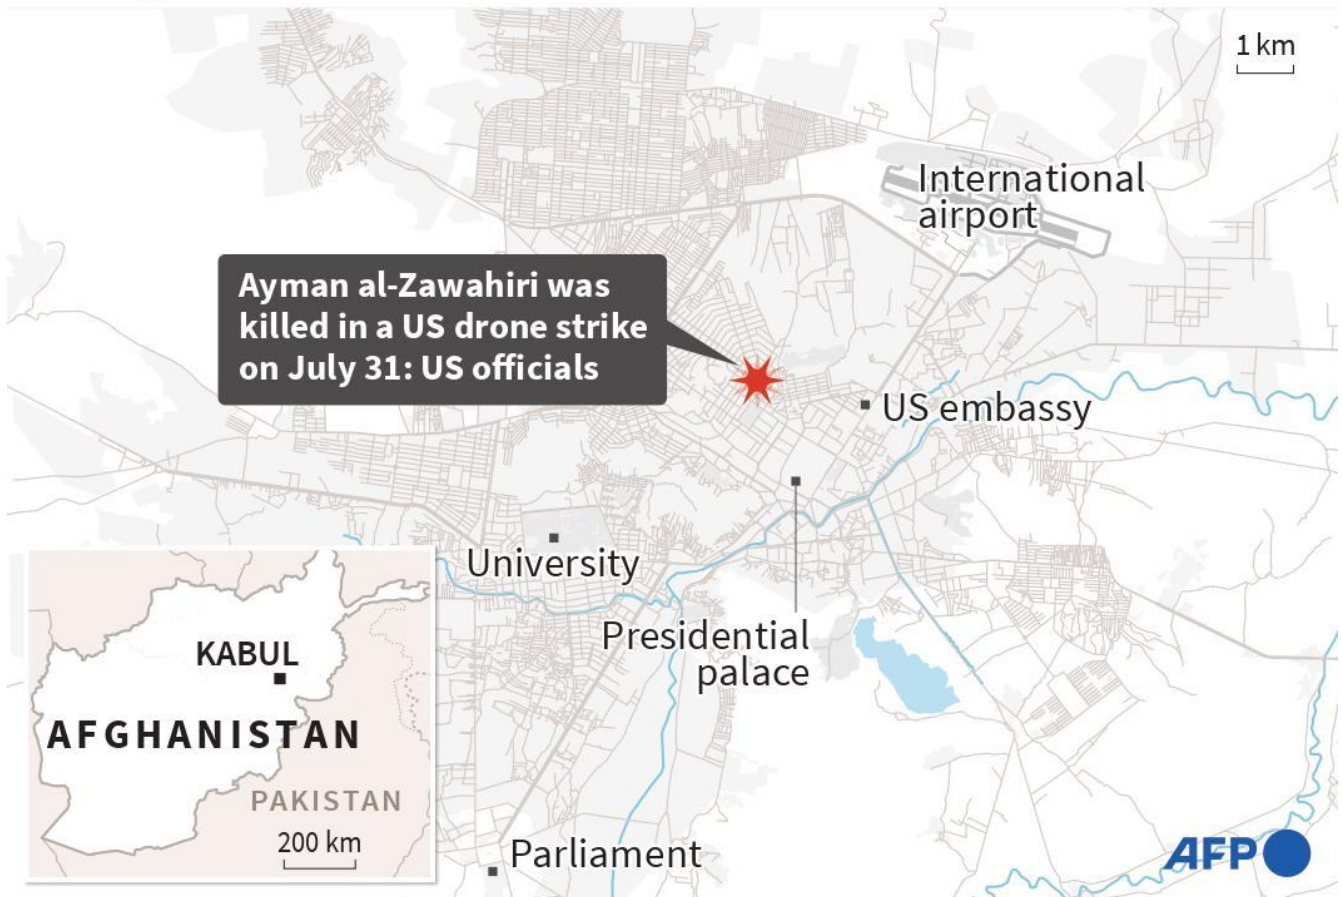 1 km
International
airport
Ayman al-Zawahiri was
killed in a US drone strike
on July 31: US officials
US embassy
University
Presidential
palace
KABUL
AFGHANISTAN
PAKISTAN
200 km
Parliament
AFP